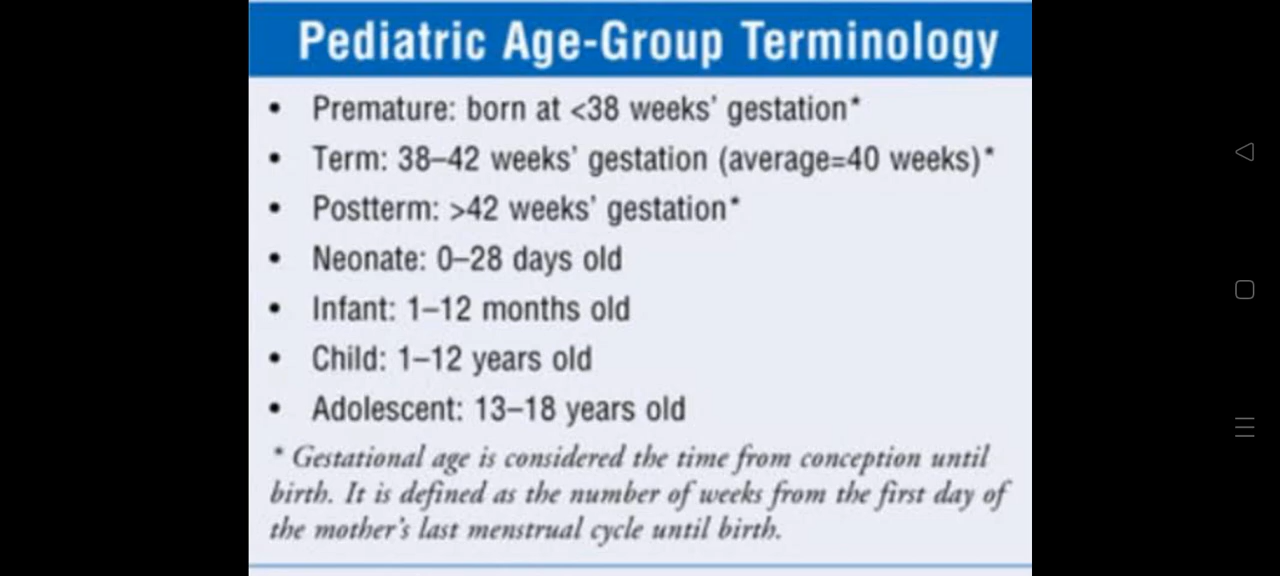 Pediatric Age-Group Terminology
• Premature: born at <38 weeks' gestation*
• Term: 38–42 weeks' gestation (average=40 weeks)*
• Postterm: >42 weeks' gestation*
• Neonate: 0–28 days old
• Infant: 1–12 months old
• Child: 1–12 years old
• Adolescent: 13–18 years old
* Gestational age is considered the time from conception until
birth. It is defined as the number of weeks from the first day of
the mother's last menstrual cycle until birth.